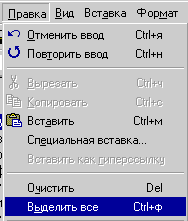 Правка Вид Вставка Формат
Отменить ввод Ctrl+я
Повторить ввод Ctrl+н
Вырезать Ctrl+ч
Копировать Ctrl+с
Вставить Ctrl+м
Специальная вставка...
Вставить как гиперссылку
Очистить Del
Выделить все Ctrl+ф